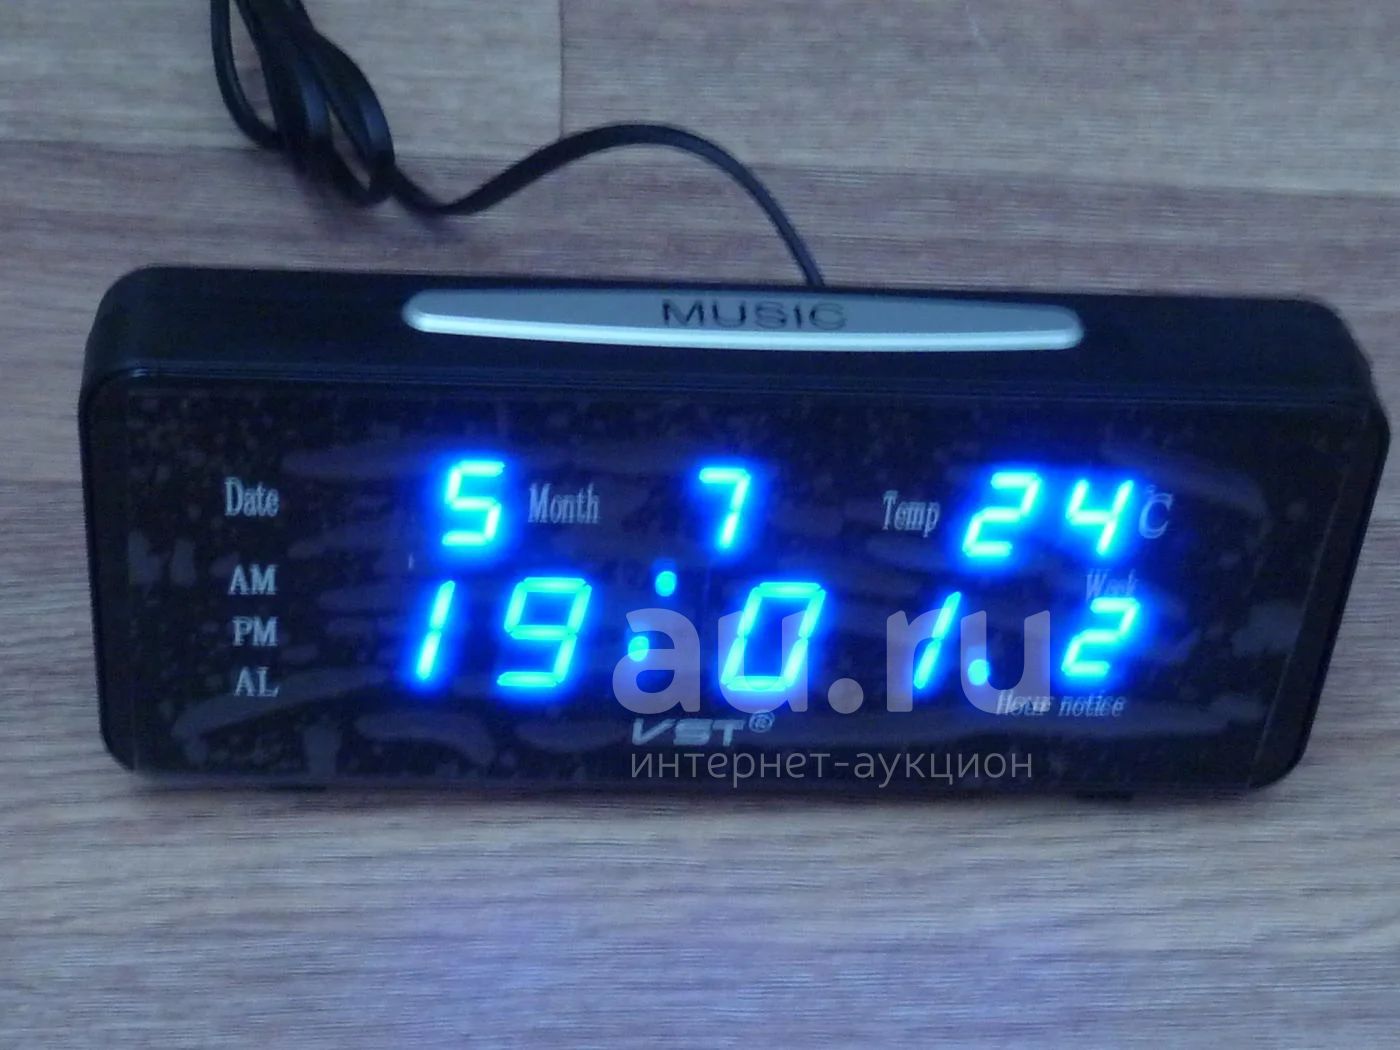 MUSIC
Date 5 Month 7 Temp 24 °C
AM
19:01. 2
Week
PM
AL
Hour notice
VST®
au.ru
интернет-аукцион